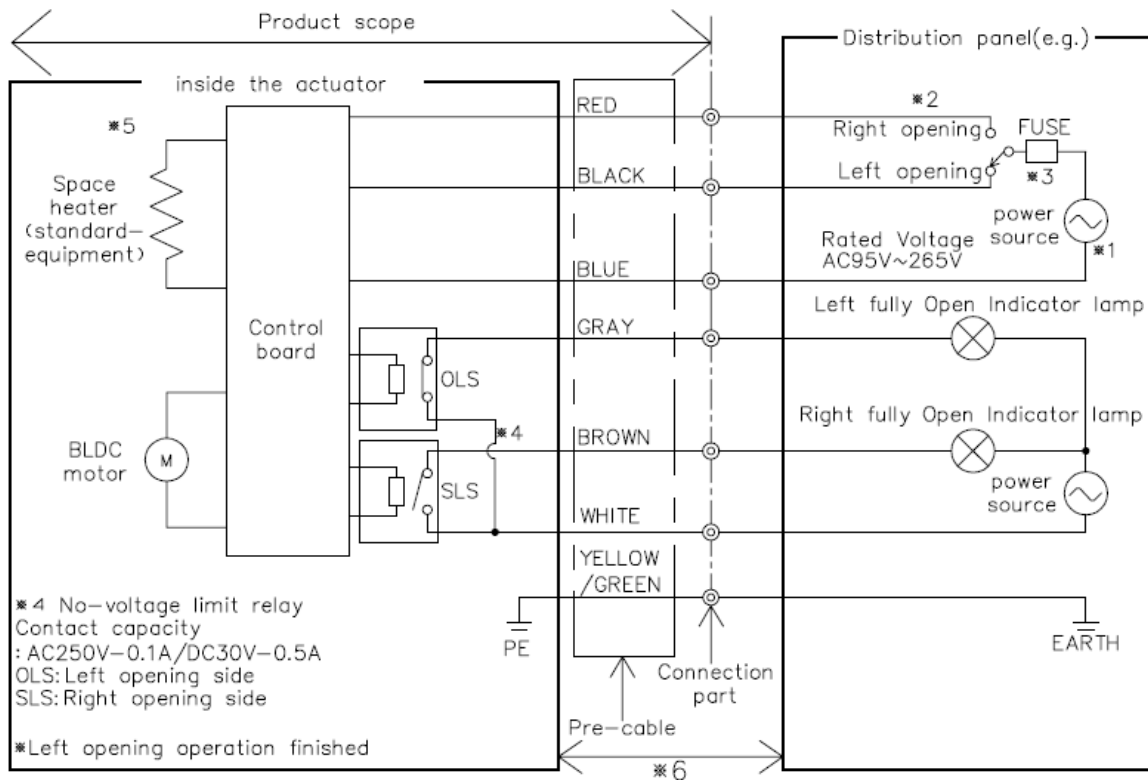 Product scope
Distribution panel(e.g.)
inside the actuator
※5
RED
※2
Right opening
FUSE
Left opening
※3
BLACK
Space
heater
(standard-
equipment)
power
source
※1
Rated Voltage
AC95V~265V
BLUE
Control
board
GRAY
Left fully Open Indicator lamp
OLS
※4
BROWN
Right fully Open Indicator lamp
BLDC
motor
M
SLS
power
source
WHITE
YELLOW
/GREEN
※4 No-voltage limit relay
Contact capacity
:AC250V-0.1A/DC30V-0.5A
OLS:Left opening side
SLS:Right opening side
PE
EARTH
Connection
part
Pre-cable
※Left opening operation finished
※6